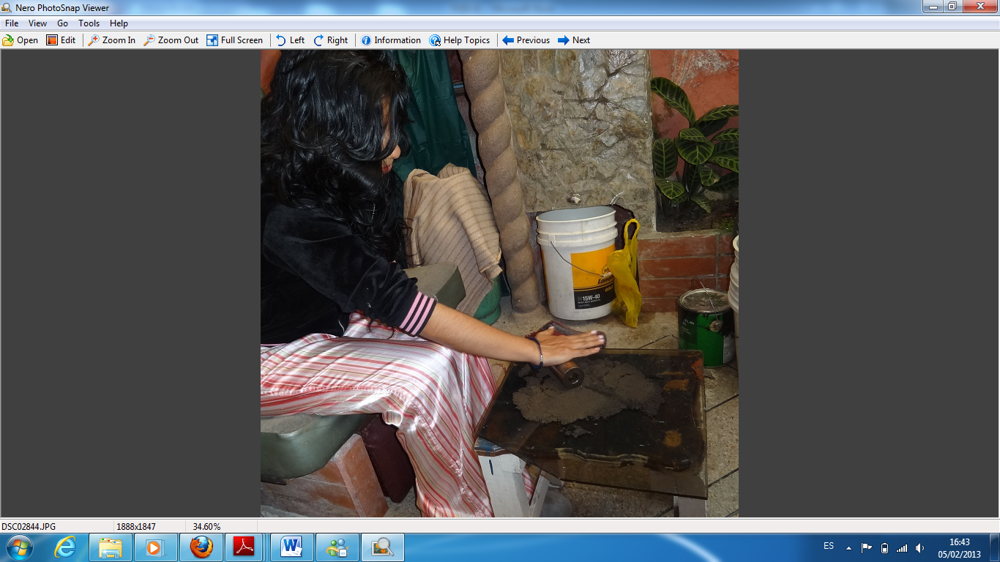 Nero PhotoSnap Viewer
File View Go Tools Help
Open Edit Zoom In Zoom Out Full Screen Left Right Information Help Topics Previous Next
15W-40
DSC02844.JPG 1888x1847 34.60%
ES 16:43
05/02/2013